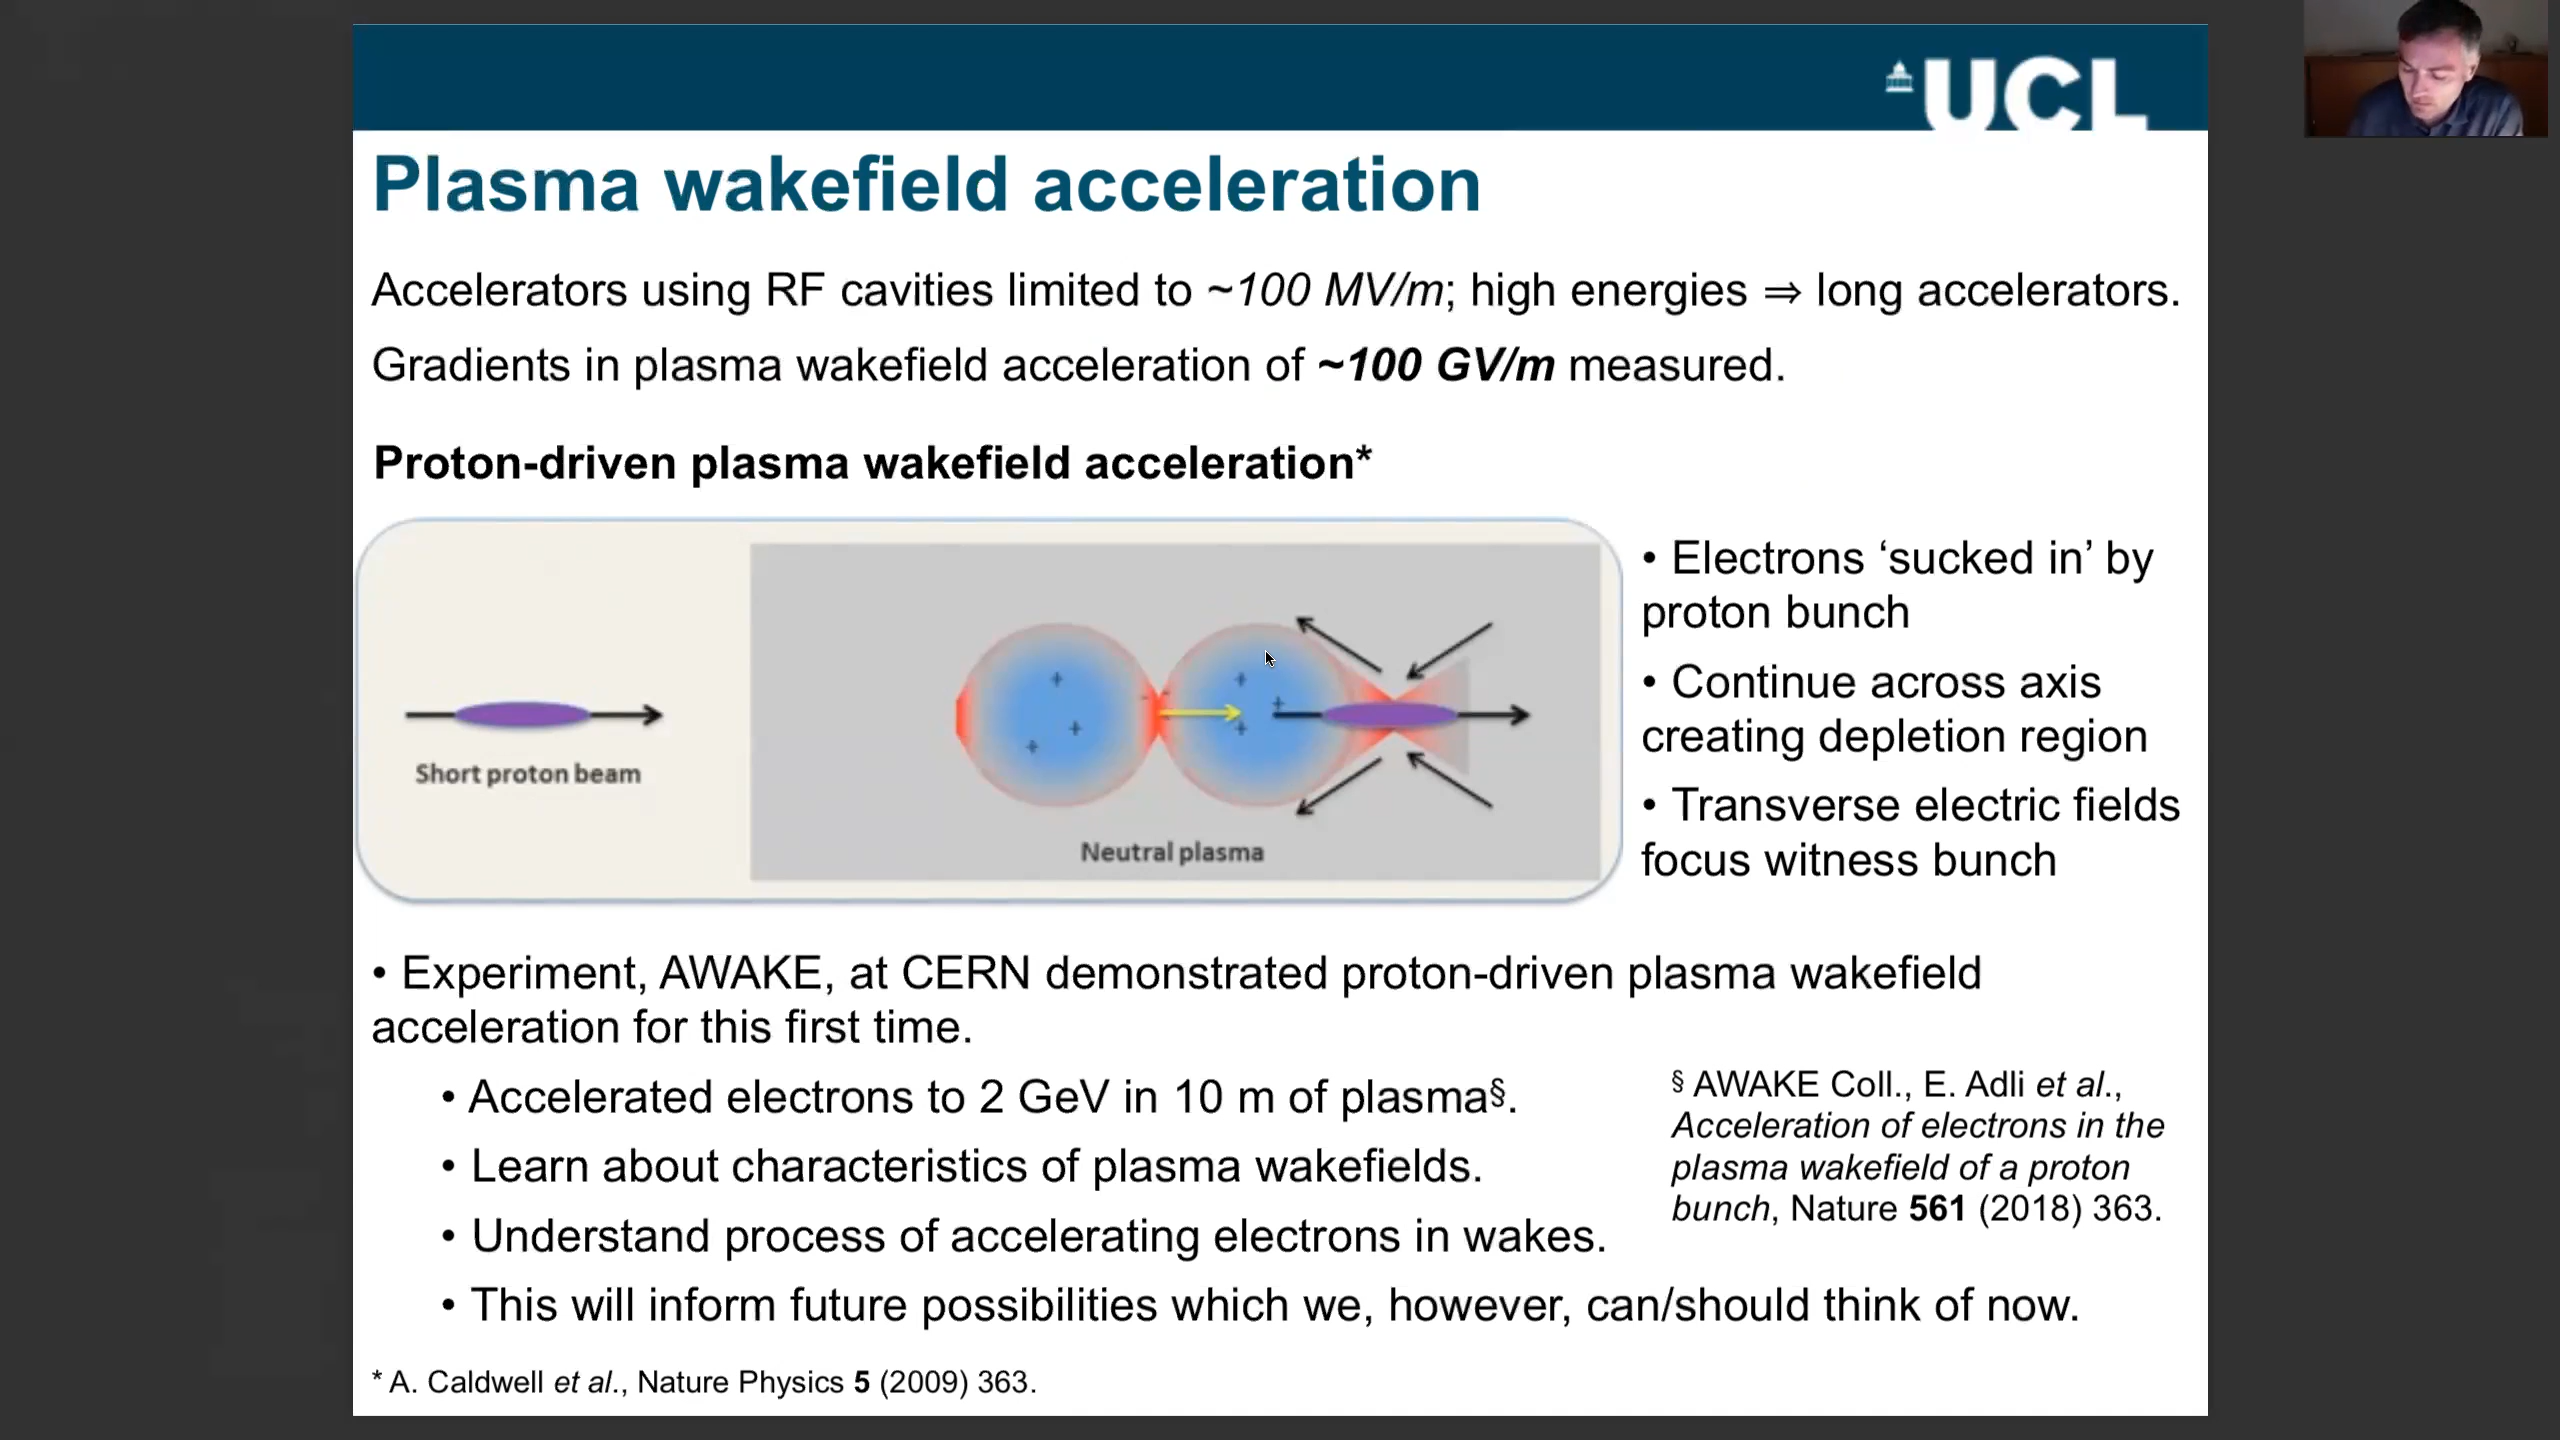 UCL
Plasma wakefield acceleration
Accelerators using RF cavities limited to ~100 MV/m; high energies ⇒ long accelerators.
Gradients in plasma wakefield acceleration of ~100 GV/m measured.
Proton-driven plasma wakefield acceleration*
Short proton beam
Neutral plasma
• Electrons ‘sucked in’ by
proton bunch
• Continue across axis
creating depletion region
• Transverse electric fields
focus witness bunch
• Experiment, AWAKE, at CERN demonstrated proton-driven plasma wakefield
acceleration for this first time.
• Accelerated electrons to 2 GeV in 10 m of plasma§.
• Learn about characteristics of plasma wakefields.
• Understand process of accelerating electrons in wakes.
• This will inform future possibilities which we, however, can/should think of now.
§ AWAKE Coll., E. Adli et al.,
Acceleration of electrons in the
plasma wakefield of a proton
bunch, Nature 561 (2018) 363.
* A. Caldwell et al., Nature Physics 5 (2009) 363.